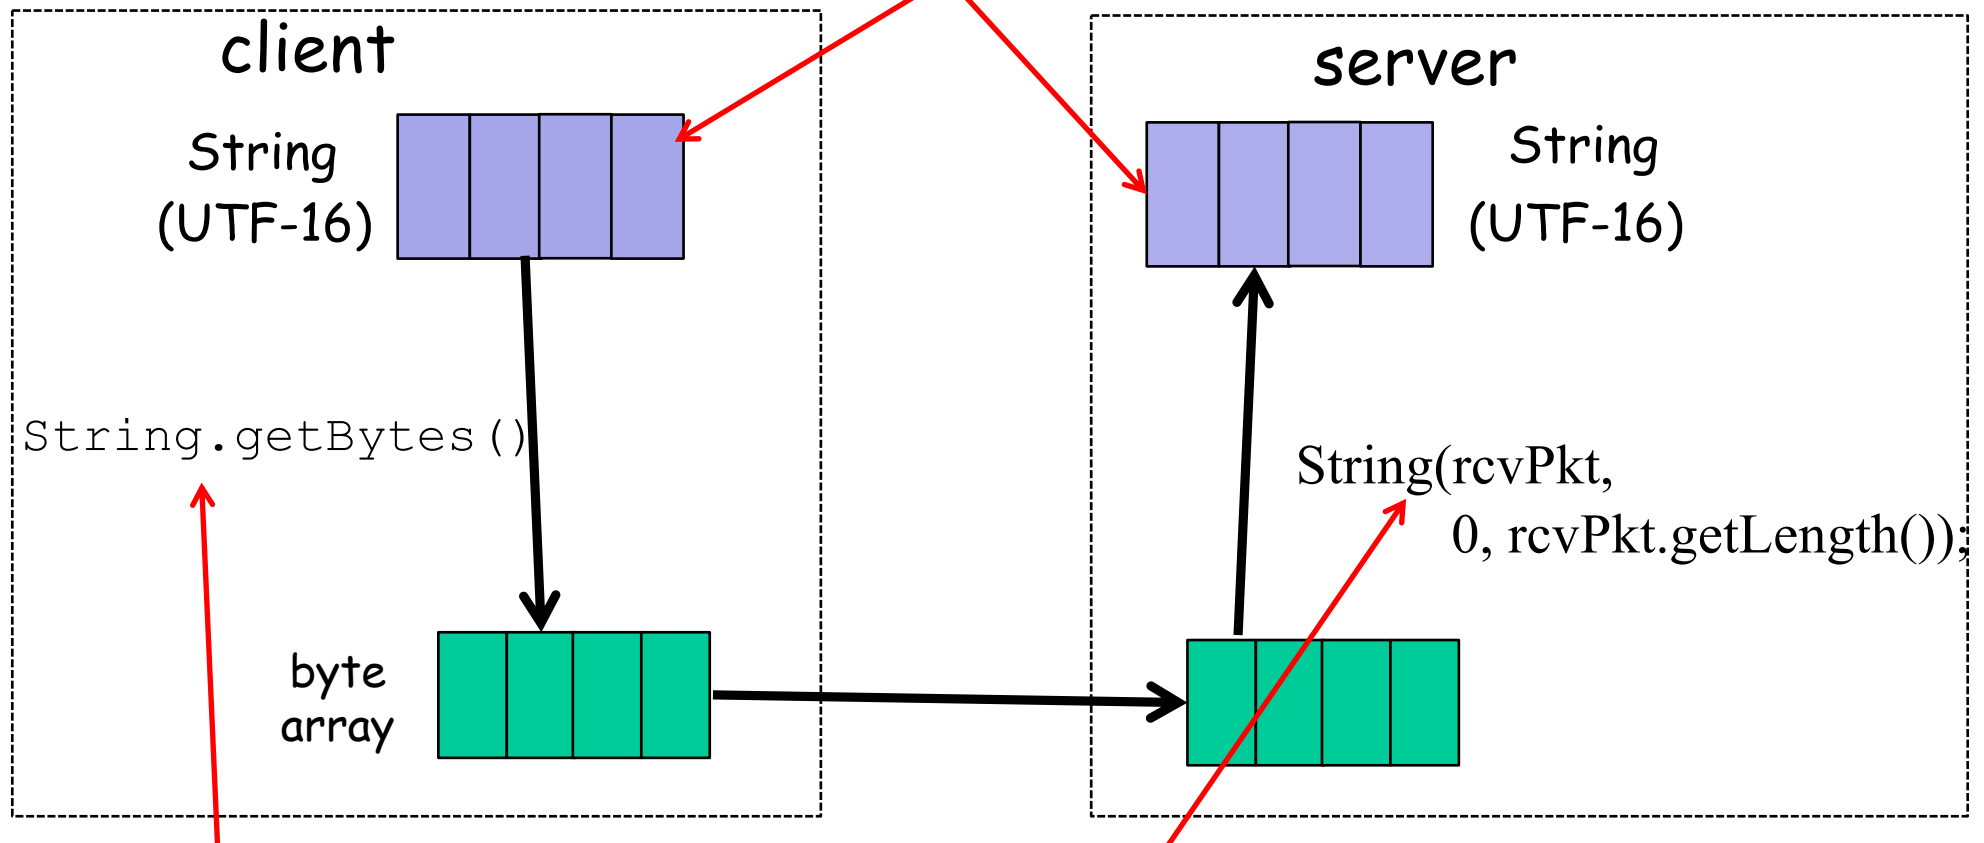 client
String
(UTF-16)
String.getBytes()
byte
array
server
String
(UTF-16)
String(rcvPkt,
0, rcvPkt.getLength());